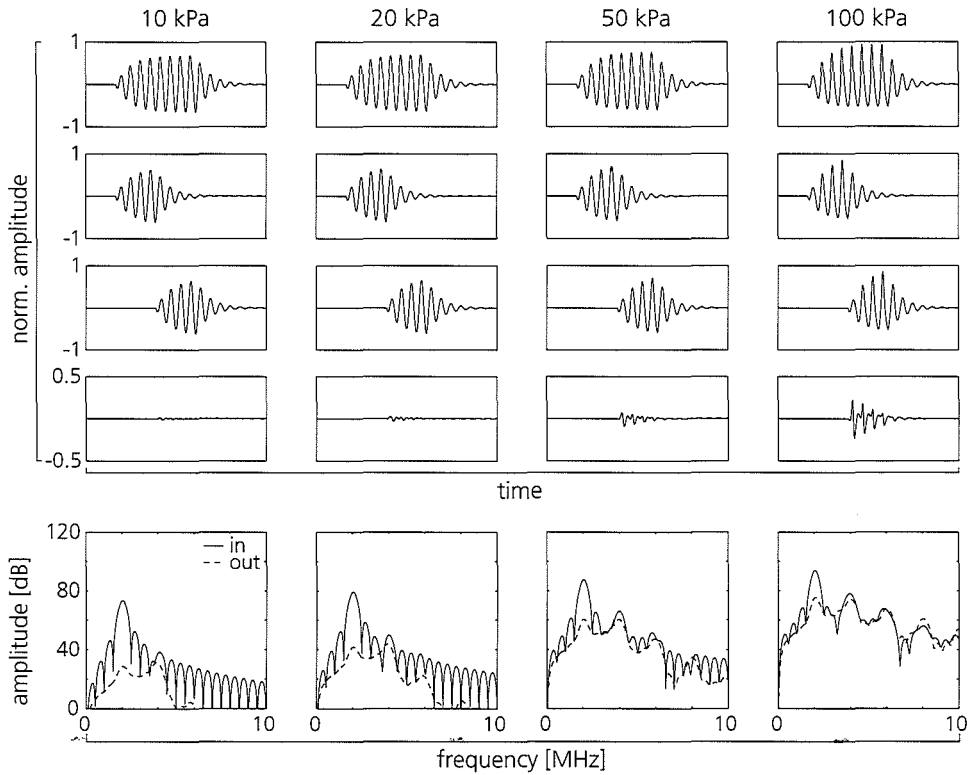 10 kPa 20 kPa 50 kPa 100 kPa
1
-1
1
-1
1
-1
0.5
-0.5
norm. amplitude
time
120
80
40
0
amplitude [dB]
in
out
0 10 0 10 0 10 0 10
frequency [MHz]